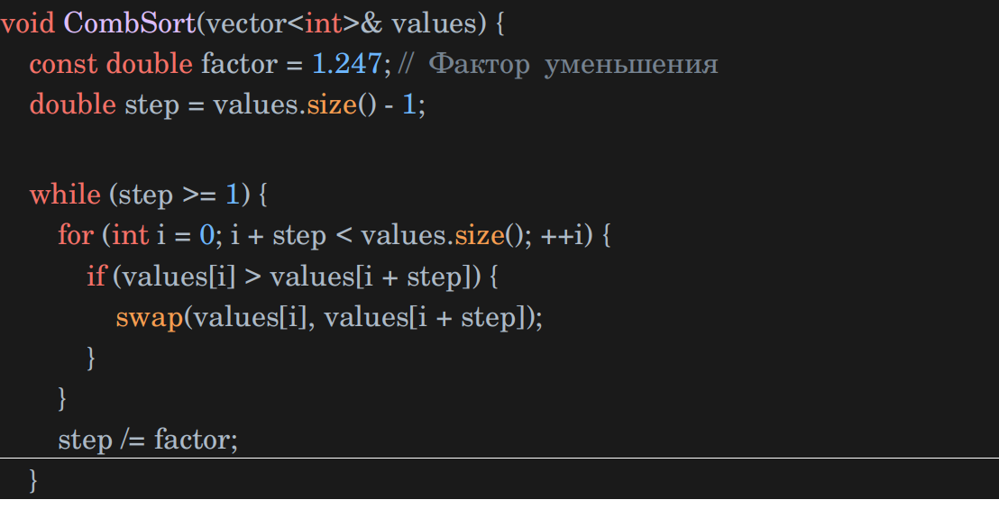 void CombSort(vector<int>& values) {
const double factor = 1.247; // Фактор уменьшения
double step = values.size() - 1;
while (step >= 1) {
for (int i = 0; i + step < values.size(); ++i) {
if (values[i] > values[i + step]) {
swap(values[i], values[i + step]);
}
}
step /= factor;
}